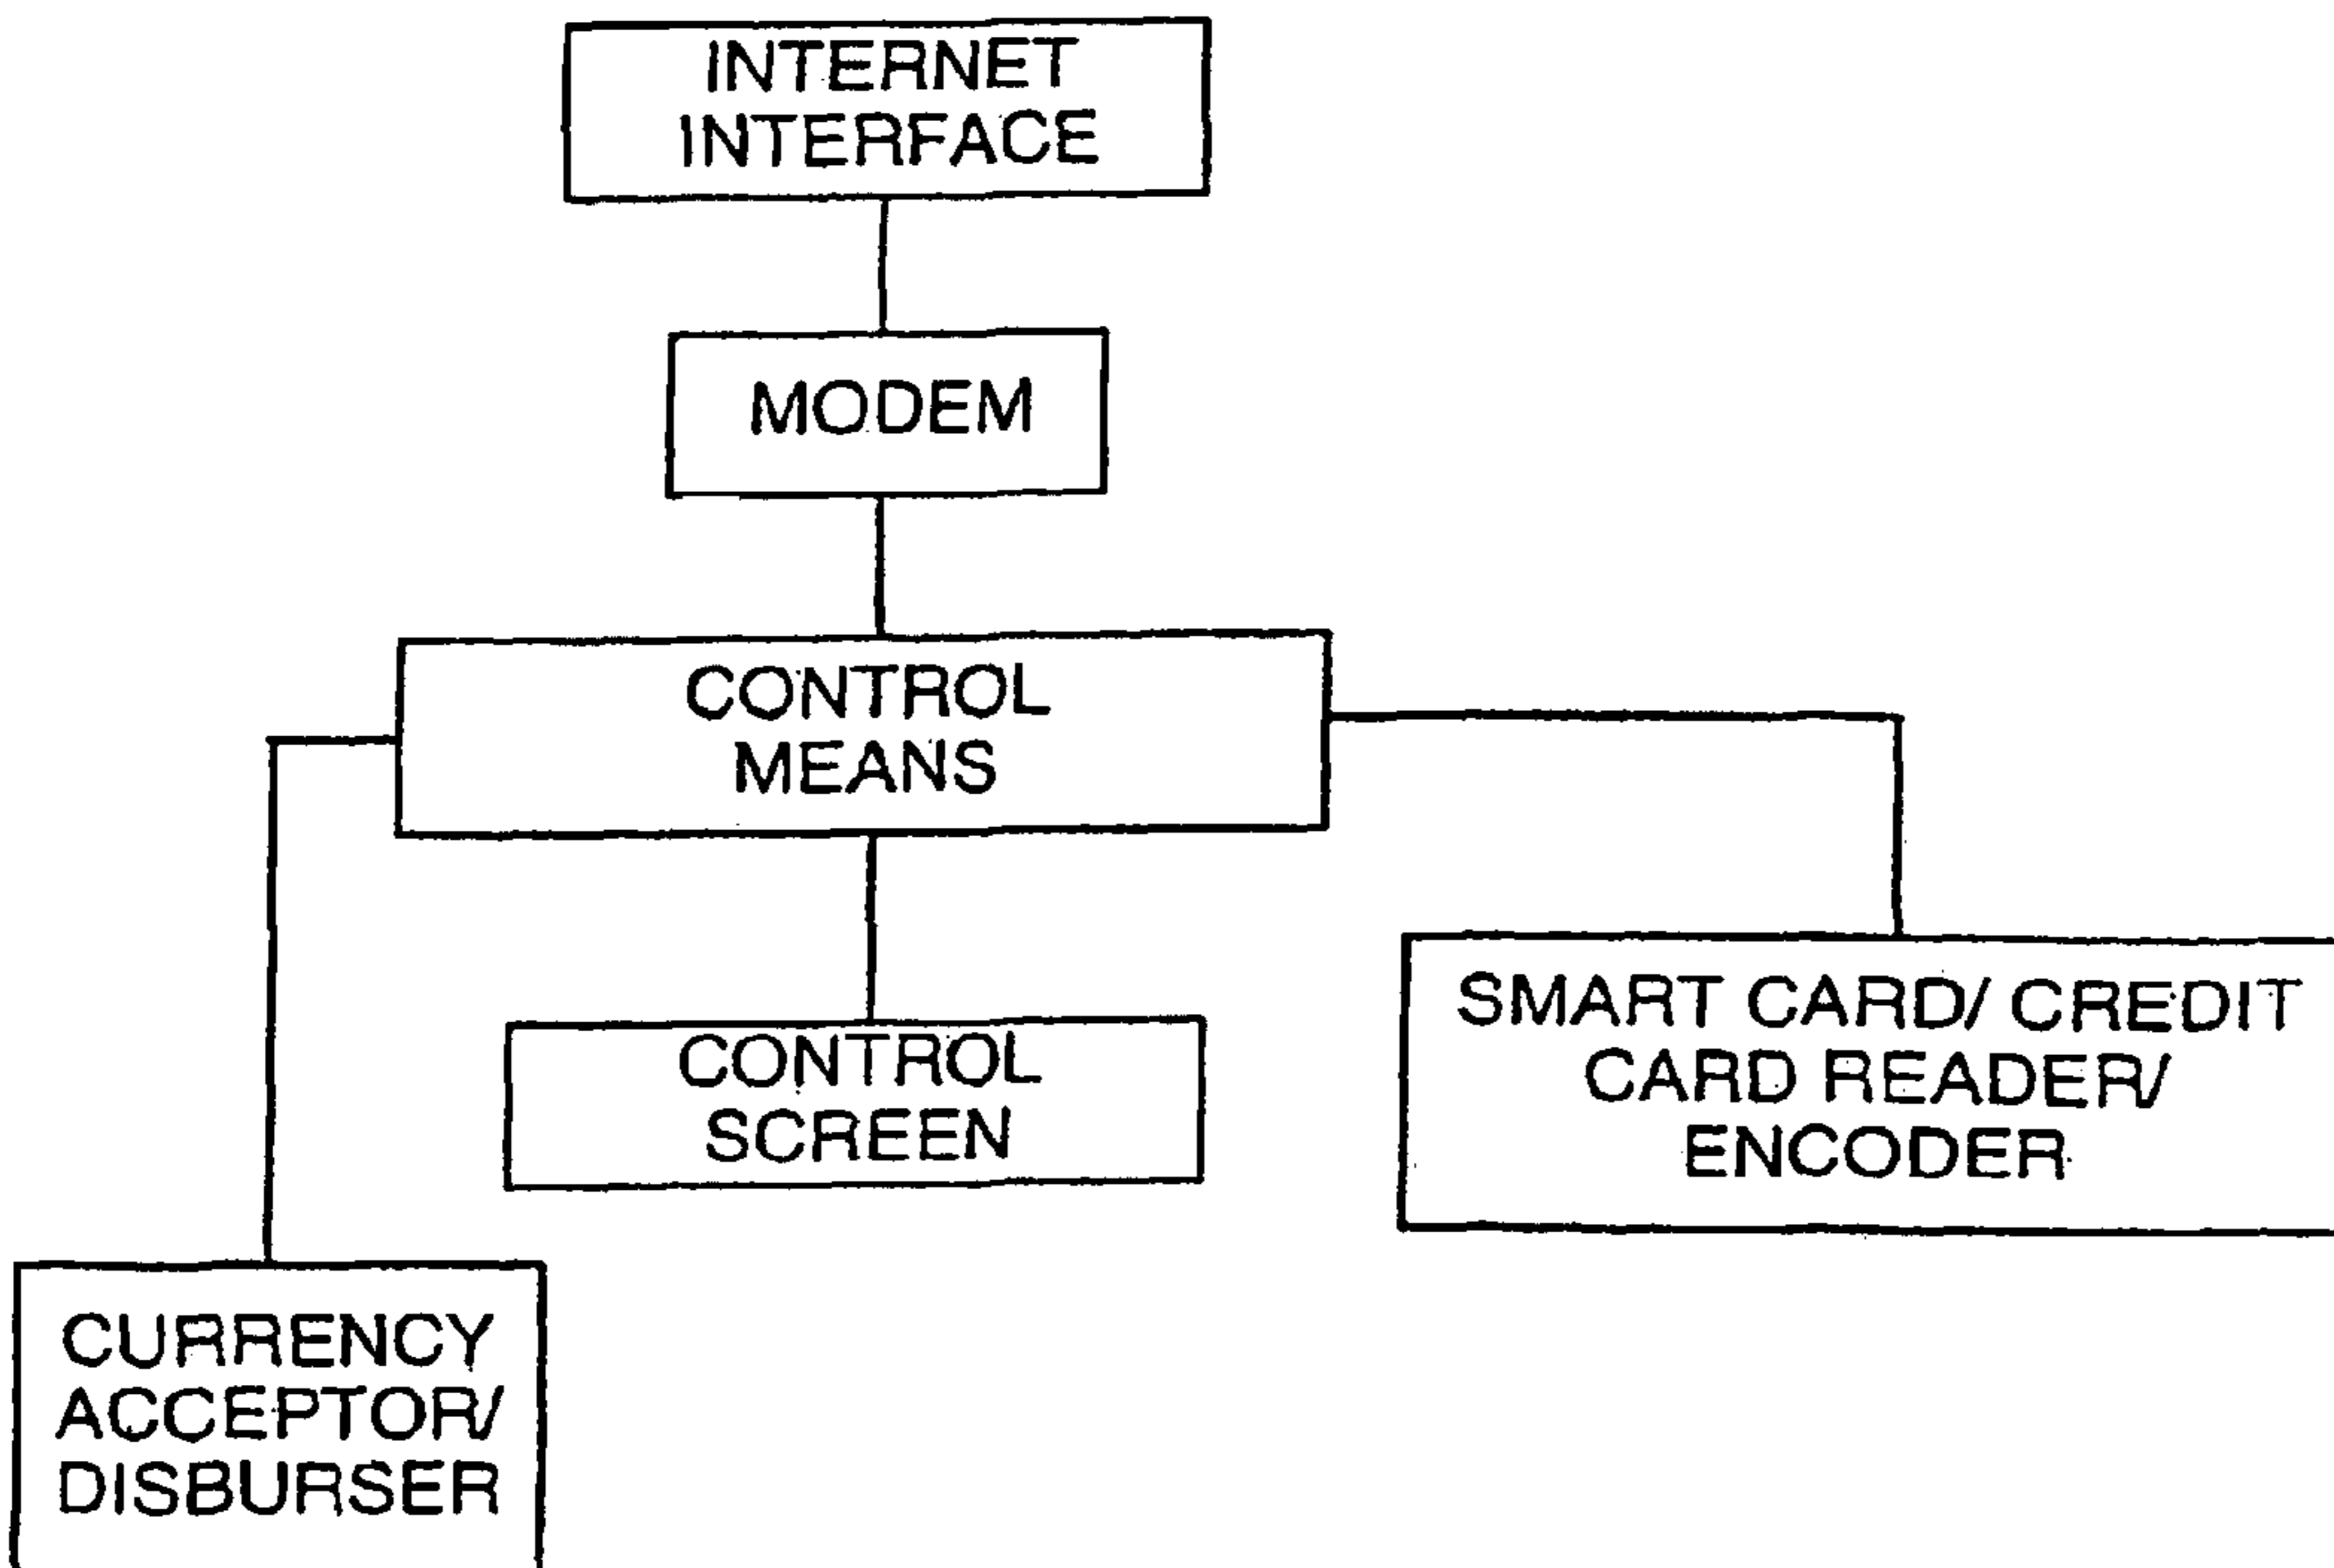 INTERNET
INTERFACE
MODEM
CONTROL
MEANS
CONTROL
SCREEN
SMART CARD/ CREDIT
CARD READER/
ENCODER
CURRENCY
ACCEPTOR/
DISBURSER